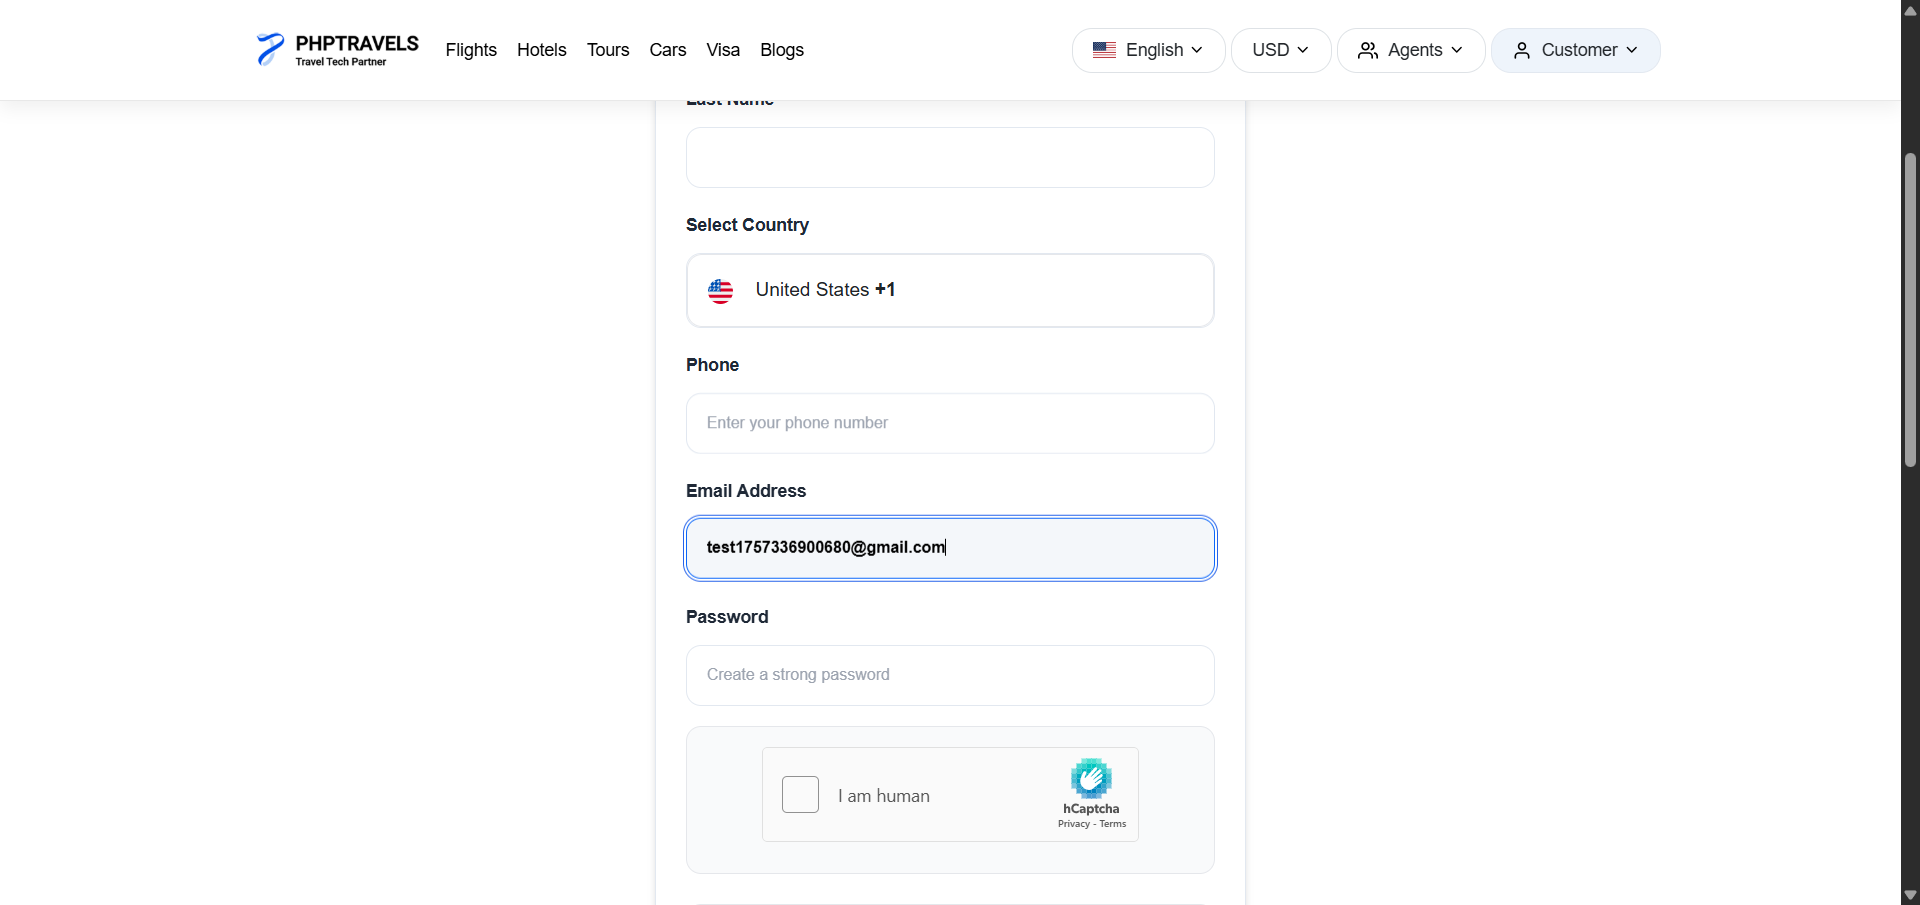 PHPTRAVELS
Travel Tech Partner
Flights Hotels Tours Cars Visa Blogs
English USD Agents Customer
Last Name
Select Country
United States +1
Phone
Enter your phone number
Email Address
test1757336900680@gmail.com
Password
Create a strong password
I am human
hCaptcha
Privacy - Terms